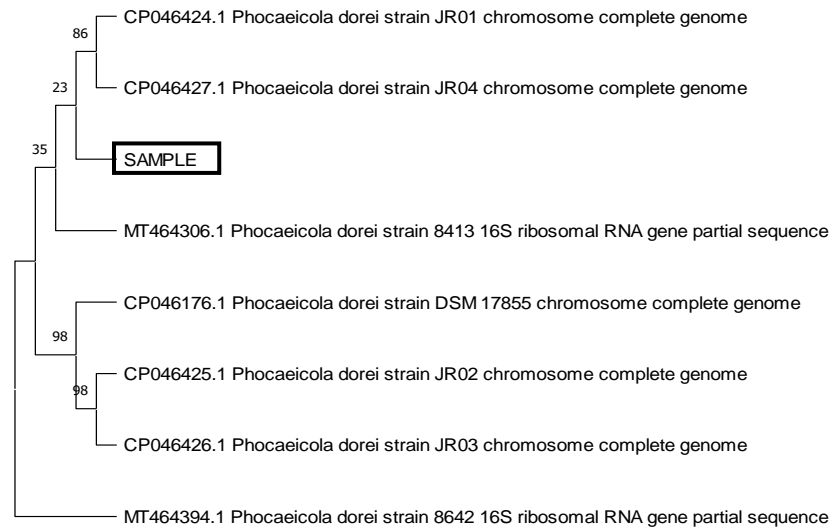 CP046424.1 Phocaeicola dorei strain JR01 chromosome complete genome
86
CP046427.1 Phocaeicola dorei strain JR04 chromosome complete genome
23
SAMPLE
35
MT464306.1 Phocaeicola dorei strain 8413 16S ribosomal RNA gene partial sequence
CP046176.1 Phocaeicola dorei strain DSM 17855 chromosome complete genome
98
CP046425.1 Phocaeicola dorei strain JR02 chromosome complete genome
98
CP046426.1 Phocaeicola dorei strain JR03 chromosome complete genome
MT464394.1 Phocaeicola dorei strain 8642 16S ribosomal RNA gene partial sequence